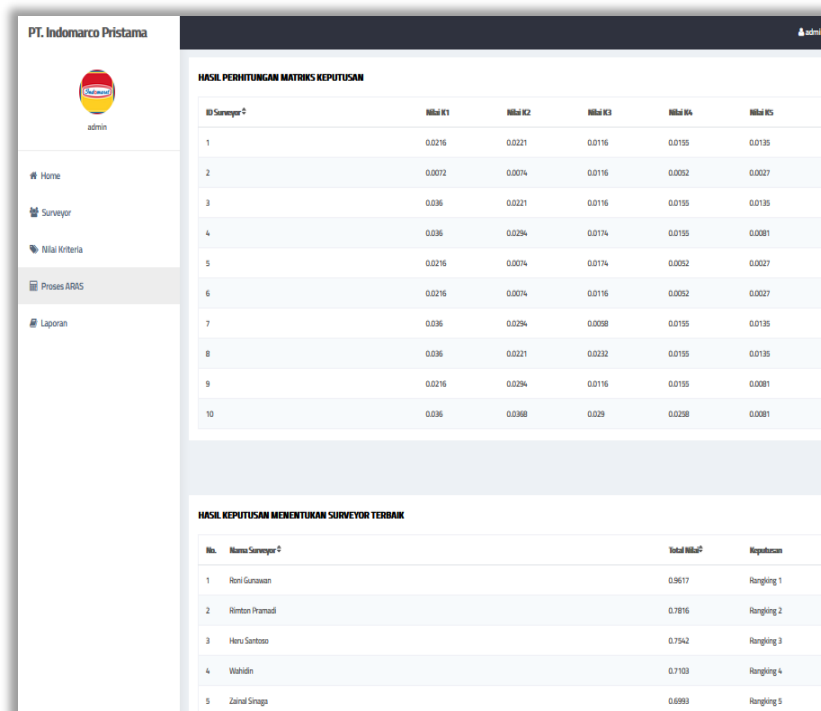 PT. Indomarco Pristama
admin
Indomaret
admin
Home
Surveyor
Nilai Kriteria
Proses ARAS
Laporan
HASIL PERHITUNGAN MATRIKS KEPUTUSAN
ID Surveyor Nilai K1 Nilai K2 Nilai K3 Nilai K4 Nilai K5
1 0.0216 0.0221 0.0116 0.0155 0.0135
2 0.0072 0.0074 0.0116 0.0052 0.0027
3 0.036 0.0221 0.0116 0.0155 0.0135
4 0.036 0.0294 0.0174 0.0155 0.0081
5 0.0216 0.0074 0.0174 0.0052 0.0027
6 0.0216 0.0074 0.0116 0.0052 0.0027
7 0.036 0.0294 0.0058 0.0155 0.0135
8 0.036 0.0221 0.0232 0.0155 0.0135
9 0.0216 0.0294 0.0116 0.0155 0.0081
10 0.036 0.0368 0.029 0.0258 0.0081
HASIL KEPUTUSAN MENENTUKAN SURVEYOR TERBAIK
No. Nama Surveyor Total Nilai Keputusan
1 Roni Gunawan 0.9617 Rangking 1
2 Rimton Pramadi 0.7816 Rangking 2
3 Heru Santoso 0.7542 Rangking 3
4 Wahidin 0.7103 Rangking 4
5 Zainal Sinaga 0.6993 Rangking 5